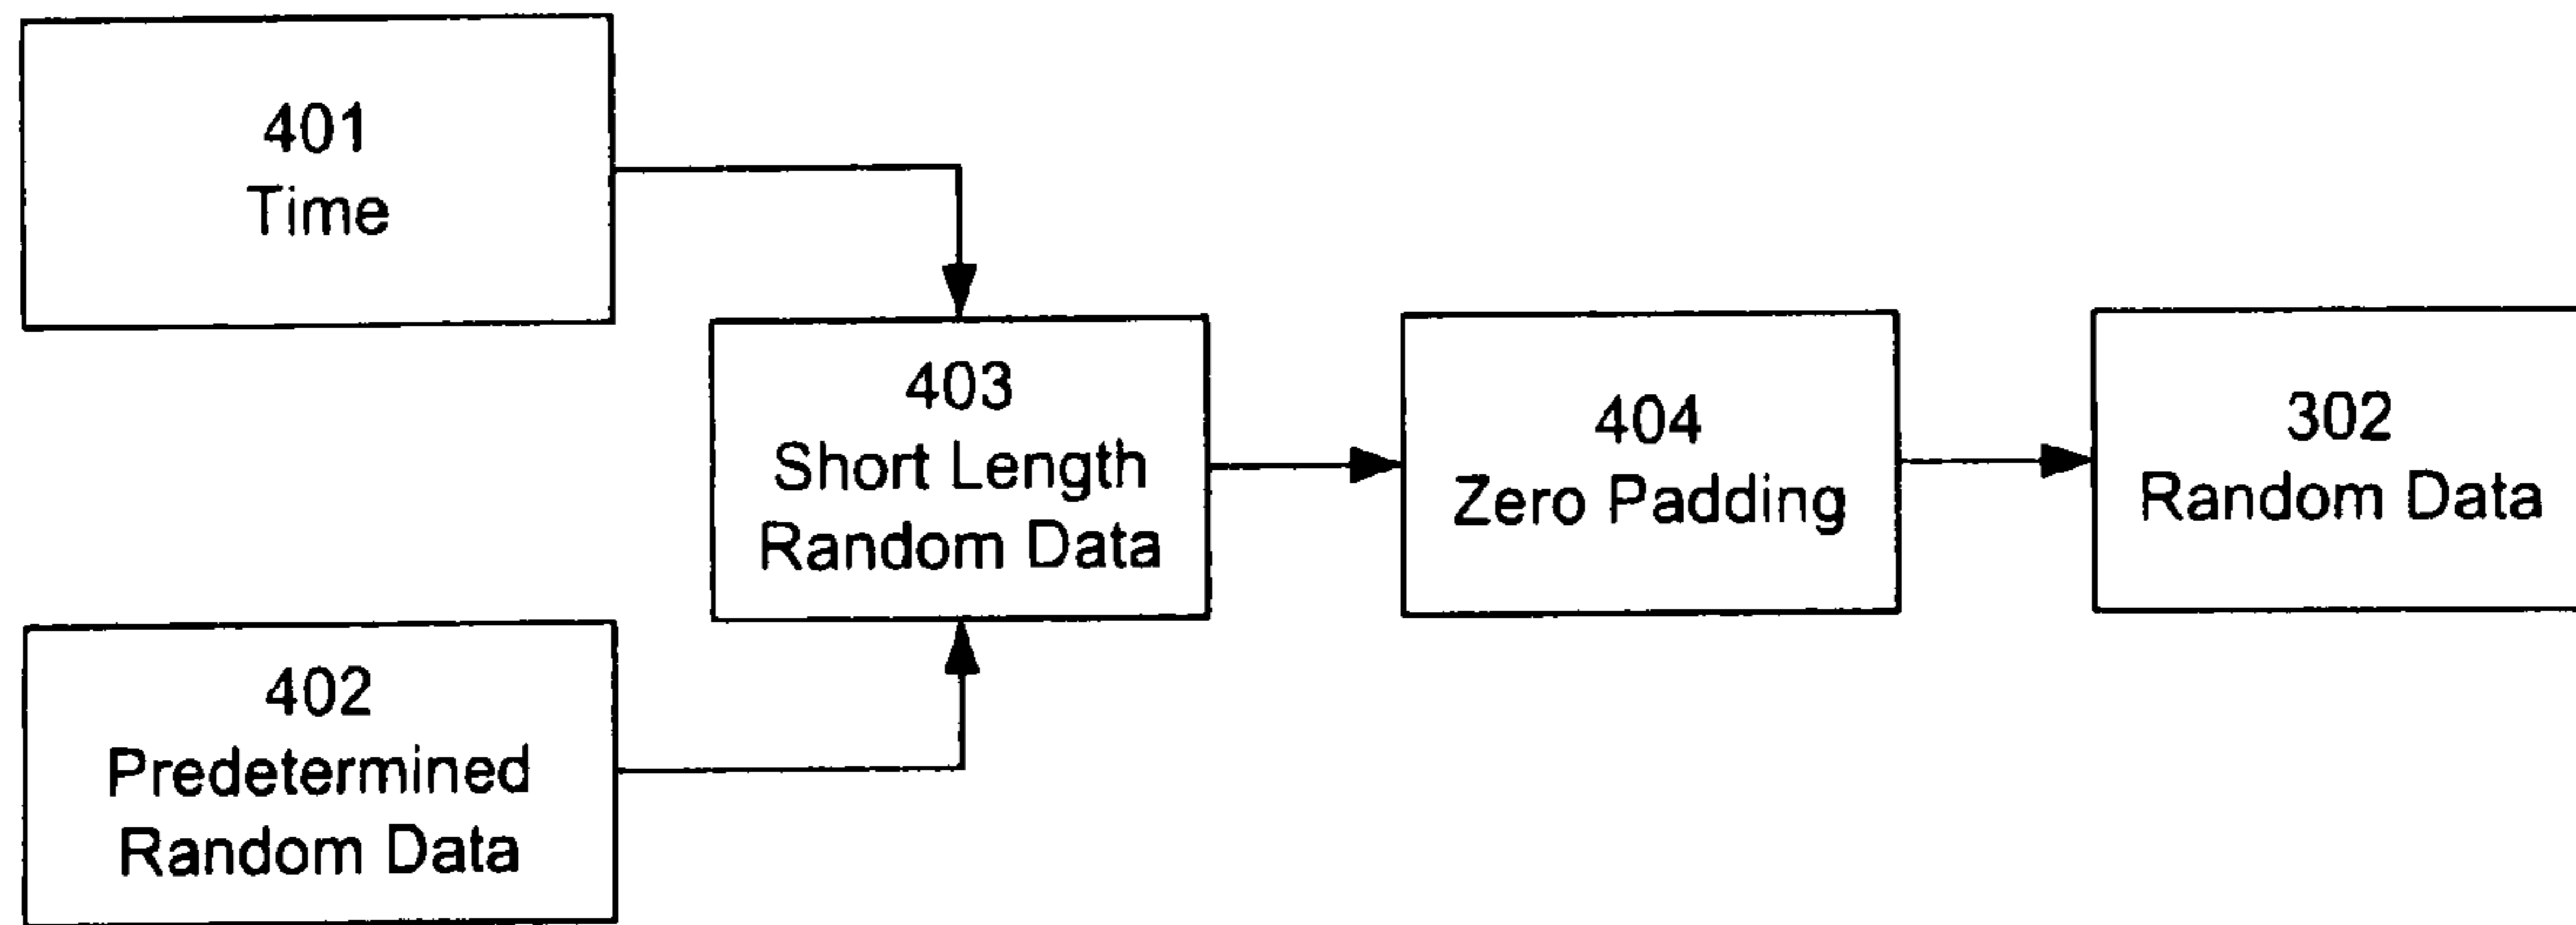 401
Time
402
Predetermined
Random Data
403
Short Length
Random Data
404
Zero Padding
302
Random Data